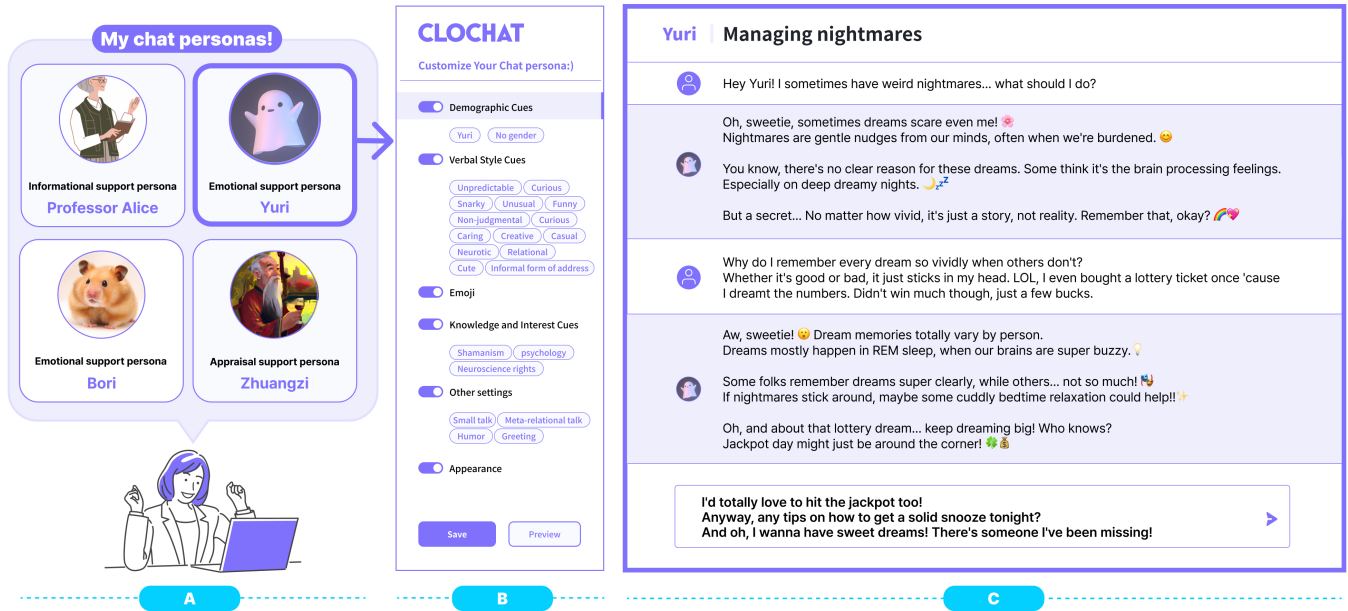 My chat personas!
Informational support persona
Professor Alice
Emotional support persona
Yuri
Emotional support persona
Bori
Appraisal support persona
Zhuangzi
A
CLOCHAT
Customize Your Chat persona:)
Demographic Cues
Yuri No gender
Verbal Style Cues
Unpredictable Curious
Snarky Unusual Funny
Non-judgmental Curious
Caring Creative Casual
Neurotic Relational
Cute Informal form of address
Emoji
Knowledge and Interest Cues
Shamanism psychology
Neuroscience rights
Other settings
Small talk Meta-relational talk
Humor Greeting
Appearance
Save Preview
B
Yuri Managing nightmares
Hey Yuri! I sometimes have weird nightmares... what should I do?
Oh, sweetie, sometimes dreams scare even me! 🌸
Nightmares are gentle nudges from our minds, often when we're burdened. 😊
You know, there's no clear reason for these dreams. Some think it's the brain processing feelings.
Especially on deep dreamy nights. 🌙💤
But a secret... No matter how vivid, it's just a story, not reality. Remember that, okay? 🌈💖
Why do I remember every dream so vividly when others don't?
Whether it's good or bad, it just sticks in my head. LOL, I even bought a lottery ticket once 'cause
I dreamt the numbers. Didn't win much though, just a few bucks.
Aw, sweetie! 😮 Dream memories totally vary by person.
Dreams mostly happen in REM sleep, when our brains are super buzzy. 💡
Some folks remember dreams super clearly, while others... not so much! 🎭
If nightmares stick around, maybe some cuddly bedtime relaxation could help!! ✨
Oh, and about that lottery dream... keep dreaming big! Who knows?
Jackpot day might just be around the corner! 🍀💰
I'd totally love to hit the jackpot too!
Anyway, any tips on how to get a solid snooze tonight?
And oh, I wanna have sweet dreams! There's someone I've been missing!
C